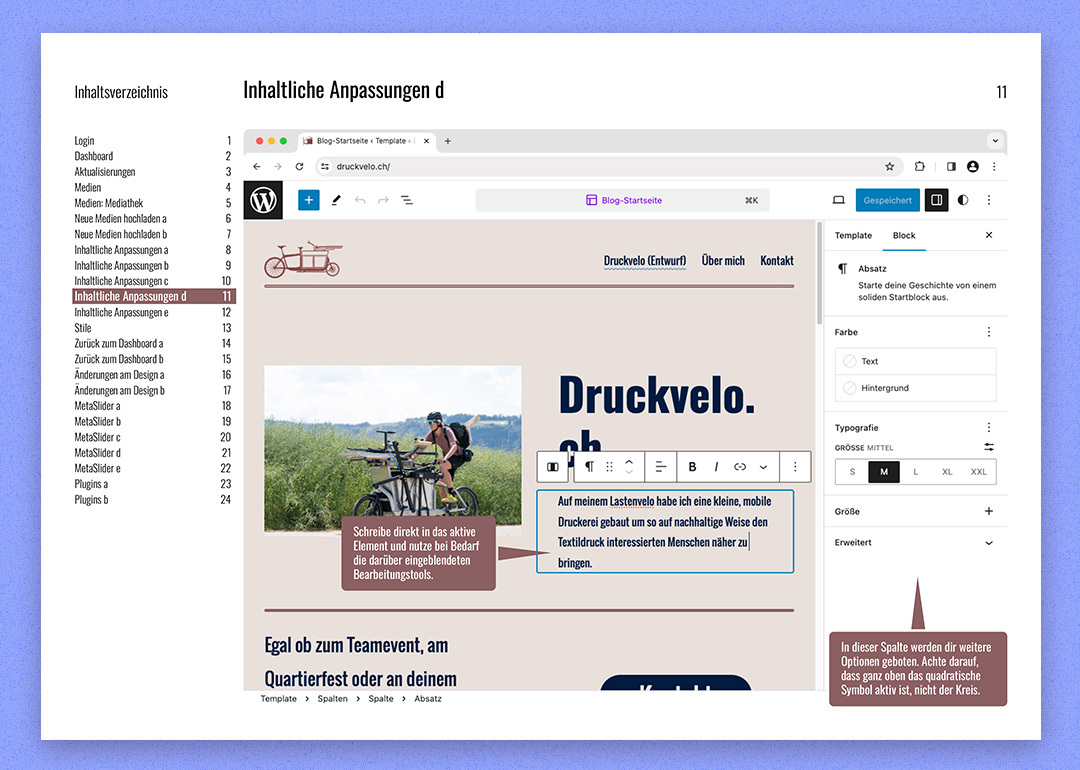 Inhaltsverzeichnis
Inhaltliche Anpassungen d
11
Login 1
Dashboard 2
Aktualisierungen 3
Medien 4
Medien: Mediathek 5
Neue Medien hochladen a 6
Neue Medien hochladen b 7
Inhaltliche Anpassungen a 8
Inhaltliche Anpassungen b 9
Inhaltliche Anpassungen c 10
Inhaltliche Anpassungen d 11
Inhaltliche Anpassungen e 12
Stile 13
Zurück zum Dashboard a 14
Zurück zum Dashboard b 15
Änderungen am Design a 16
Änderungen am Design b 17
MetaSlider a 18
MetaSlider b 19
MetaSlider c 20
MetaSlider d 21
MetaSlider e 22
Plugins a 23
Plugins b 24
Blog-Startseite ‹ Template ‹
druckvelo.ch/
Blog-Startseite ⌘K
Gespeichert
Druckvelo (Entwurf) Über mich Kontakt
Druckvelo.
ch
B I
Auf meinem Lastenvelo habe ich eine kleine, mobile
Druckerei gebaut um so auf nachhaltige Weise den
Textildruck interessierten Menschen näher zu
bringen.
Schreibe direkt in das aktive
Element und nutze bei Bedarf
die darüber eingeblendeten
Bearbeitungstools.
Egal ob zum Teamevent, am
Quartierfest oder an deinem
Template › Spalten › Spalte › Absatz
Template Block
Absatz
Starte deine Geschichte von einem
soliden Startblock aus.
Farbe
Text
Hintergrund
Typografie
GRÖSSE MITTEL
S M L XL XXL
Größe
Erweitert
In dieser Spalte werden dir weitere
Optionen geboten. Achte darauf,
dass ganz oben das quadratische
Symbol aktiv ist, nicht der Kreis.